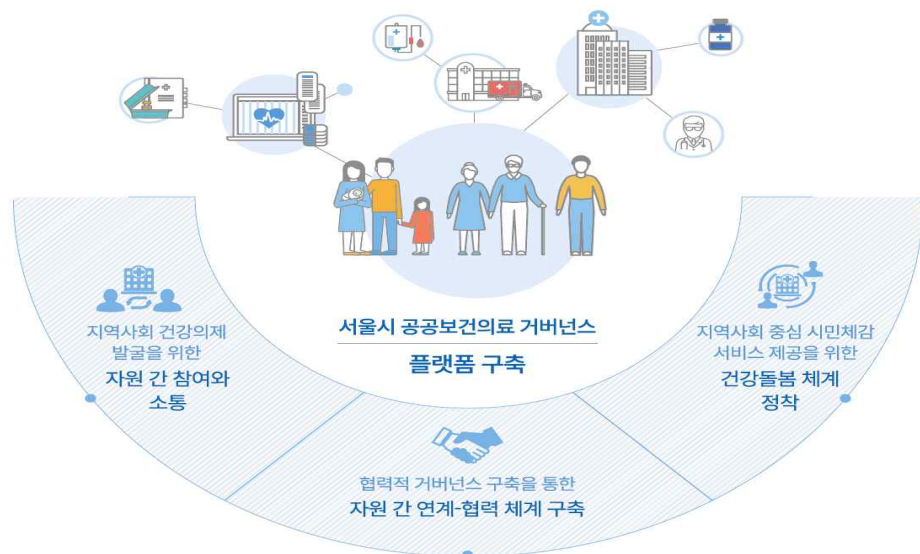 서울시 공공보건의료 거버넌스
플랫폼 구축
지역사회 건강의제
발굴을 위한
자원 간 참여와
소통
협력적 거버넌스 구축을 통한
자원 간 연계-협력 체계 구축
지역사회 중심 시민체감
서비스 제공을 위한
건강돌봄 체계
정착